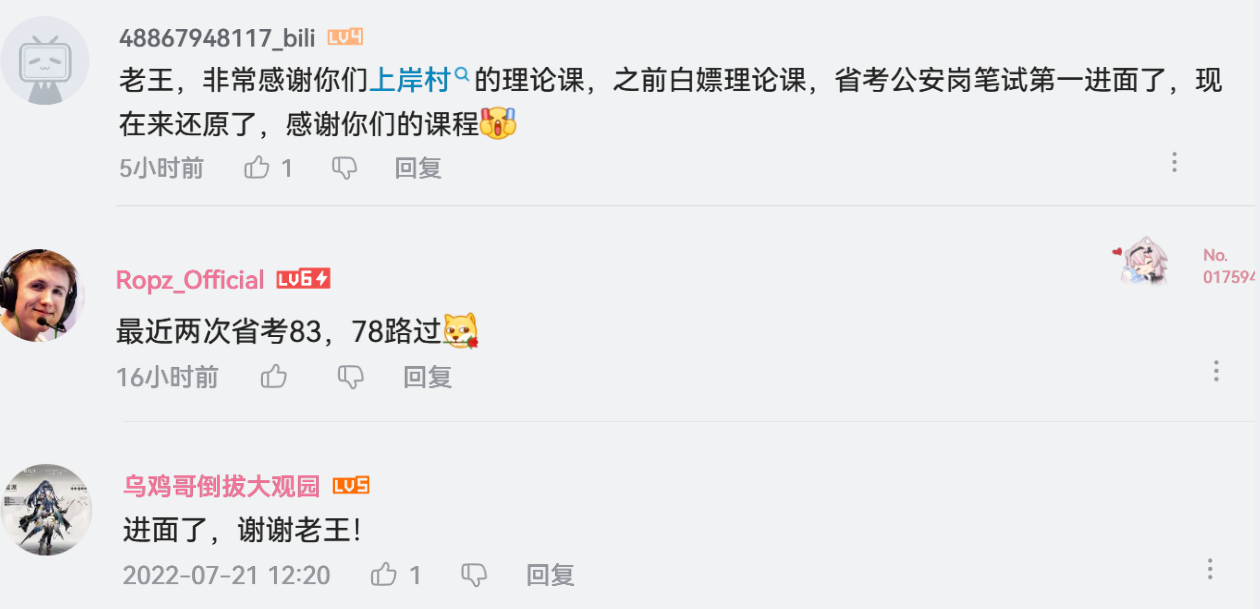 48867948117_bili LV4
老王，非常感谢你们上岸村的理论课，之前白嫖理论课，省考公安岗笔试第一进面了，现
在来还原了，感谢你们的课程
5小时前 1 回复
Ropz_Official LV6
No.
017594
最近两次省考83，78路过
16小时前 回复
乌鸡哥倒拔大观园 LV5
进面了，谢谢老王！
2022-07-21 12:20 1 回复